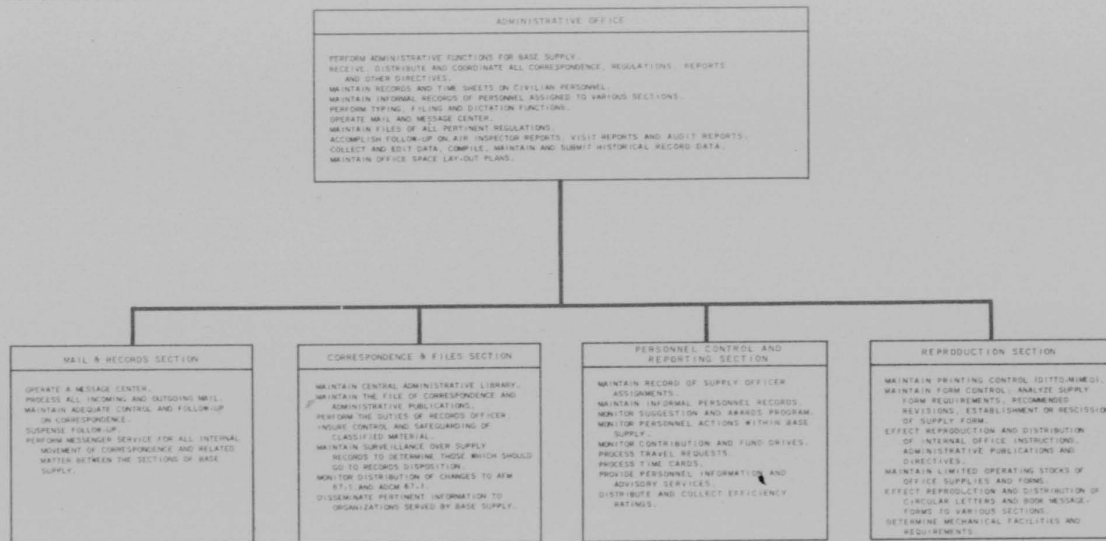 ADMINISTRATIVE OFFICE
PERFORM ADMINISTRATIVE FUNCTIONS FOR BASE SUPPLY.
RECEIVE, DISTRIBUTE AND COORDINATE ALL CORRESPONDENCE, REGULATIONS, REPORTS
AND OTHER DIRECTIVES.
MAINTAIN RECORDS AND TIME SHEETS ON CIVILIAN PERSONNEL.
MAINTAIN INFORMAL RECORDS OF PERSONNEL ASSIGNED TO VARIOUS SECTIONS.
PERFORM TYPING, FILING AND DICTATION FUNCTIONS.
OPERATE MAIL AND MESSAGE CENTER.
MAINTAIN FILES OF ALL PERTINENT REGULATIONS.
ACCOMPLISH FOLLOW-UP ON AIR INSPECTOR REPORTS, VISIT REPORTS AND AUDIT REPORTS.
COLLECT AND EDIT DATA, COMPILE, MAINTAIN AND SUBMIT HISTORICAL RECORD DATA.
MAINTAIN OFFICE SPACE LAY-OUT PLANS.
MAIL & RECORDS SECTION
OPERATE A MESSAGE CENTER.
PROCESS ALL INCOMING AND OUTGOING MAIL.
MAINTAIN ADEQUATE CONTROL AND FOLLOW-UP
ON CORRESPONDENCE.
SUSPENSE FOLLOW-UP.
PERFORM MESSENGER SERVICE FOR ALL INTERNAL
MOVEMENT OF CORRESPONDENCE AND RELATED
MATTER BETWEEN THE SECTIONS OF BASE
SUPPLY.
CORRESPONDENCE & FILES SECTION
MAINTAIN CENTRAL ADMINISTRATIVE LIBRARY.
MAINTAIN THE FILE OF CORRESPONDENCE AND
ADMINISTRATIVE PUBLICATIONS.
PERFORM THE DUTIES OF RECORDS OFFICER.
INSURE CONTROL AND SAFEGUARDING OF
CLASSIFIED MATERIAL.
MAINTAIN SURVEILLANCE OVER SUPPLY
RECORDS TO DETERMINE THOSE WHICH SHOULD
GO TO RECORDS DISPOSITION.
MONITOR DISTRIBUTION OF CHANGES TO AFM
67-1 AND ADCM 67-1.
DISSEMINATE PERTINENT INFORMATION TO
ORGANIZATIONS SERVED BY BASE SUPPLY.
PERSONNEL CONTROL AND
REPORTING SECTION
MAINTAIN RECORD OF SUPPLY OFFICER
ASSIGNMENTS.
MAINTAIN INFORMAL PERSONNEL RECORDS.
MONITOR SUGGESTION AND AWARDS PROGRAM.
MONITOR PERSONNEL ACTIONS WITHIN BASE
SUPPLY.
MONITOR CONTRIBUTION AND FUND DRIVES.
PROCESS TRAVEL REQUESTS.
PROCESS TIME CARDS.
PROVIDE PERSONNEL INFORMATION AND
ADVISORY SERVICES.
DISTRIBUTE AND COLLECT EFFICIENCY
RATINGS.
REPRODUCTION SECTION
MAINTAIN PRINTING CONTROL (DITTO-MIMEO).
MAINTAIN FORM CONTROL, ANALYZE SUPPLY
FORM REQUIREMENTS, RECOMMENDED
REVISIONS, ESTABLISHMENT OR RESCISSION
OF SUPPLY FORM.
EFFECT REPRODUCTION AND DISTRIBUTION
OF INTERNAL OFFICE INSTRUCTIONS,
ADMINISTRATIVE PUBLICATIONS AND
DIRECTIVES.
MAINTAIN LIMITED OPERATING STOCKS OF
OFFICE SUPPLIES AND FORMS.
EFFECT REPRODUCTION AND DISTRIBUTION OF
CIRCULAR LETTERS AND BOOK MESSAGE-
FORMS TO VARIOUS SECTIONS.
DETERMINE MECHANICAL FACILITIES AND
REQUIREMENTS